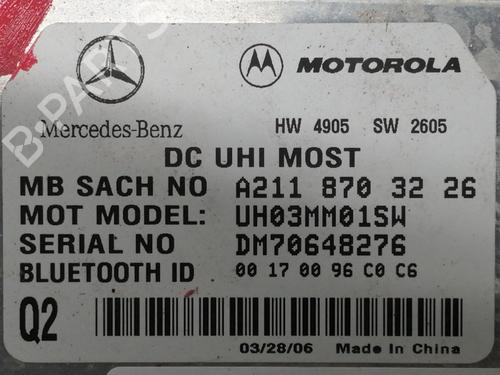 MOTOROLA
Mercedes-Benz
HW 4905 SW 2605
DC UHI MOST
MB SACH NO A211 870 32 26
MOT MODEL: UH03MM01SW
SERIAL NO DM70648276
BLUETOOTH ID 00 17 00 96 C0 C6
Q2
03/28/06 Made In China
B-PARTS